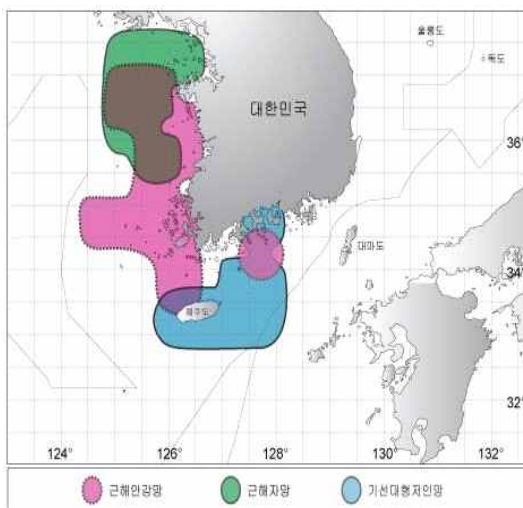 울릉도
독도
대한민국
36°
대마도
34°
제주도
32°
124° 126° 128° 130° 132°
근해안강망 근해자망 기선대형저인망